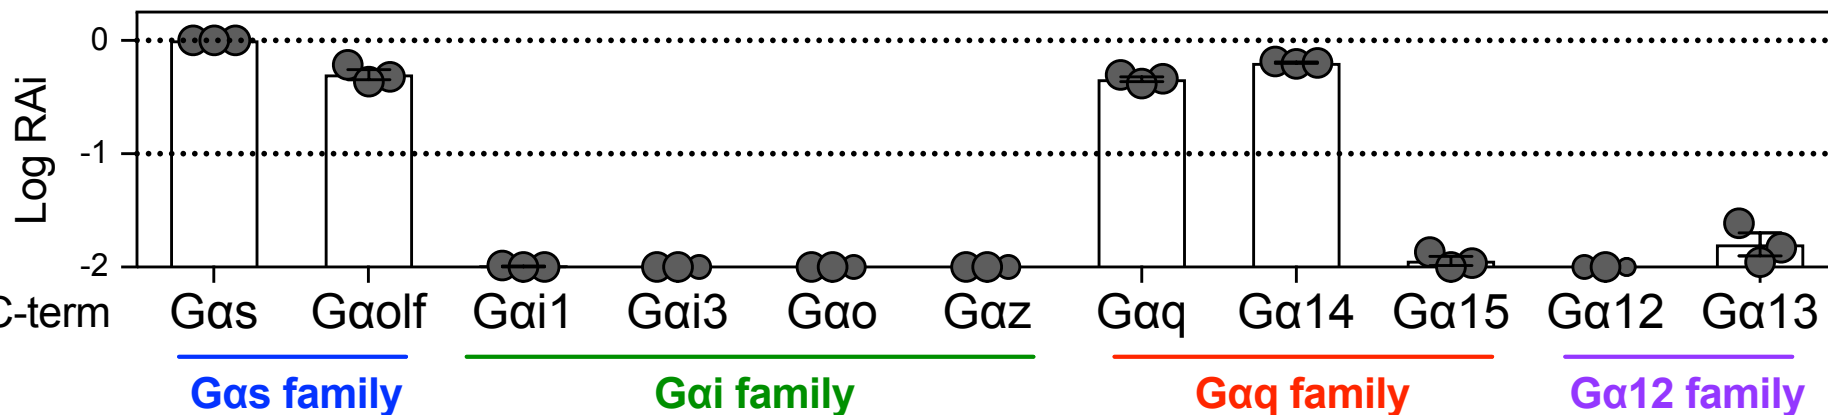 Log RAi
0
-1
-2
C-term Gαs Gαolf Gαi1 Gαi3 Gαo Gαz Gαq Gα14 Gα15 Gα12 Gα13
Gαs family Gαi family Gαq family Gα12 family